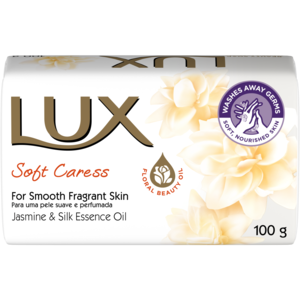 LUX
Soft Caress
For Smooth Fragrant Skin
Para uma pele suave e perfumada
Jasmine & Silk Essence Oil
FLORAL BEAUTY OIL
WASHES AWAY GERMS
SOFT, NOURISHED SKIN
100 g